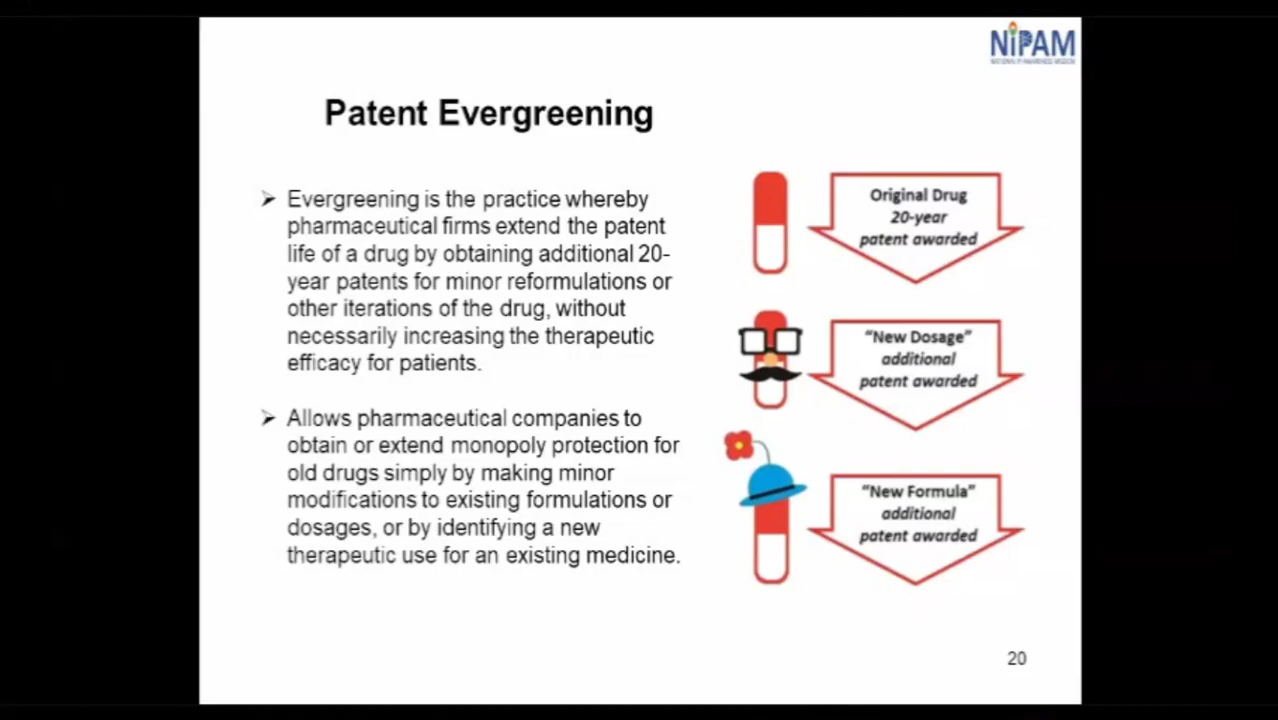 NIPAM
NATIONAL IP AWARENESS MISSION
Patent Evergreening
➢ Evergreening is the practice whereby
pharmaceutical firms extend the patent
life of a drug by obtaining additional 20-
year patents for minor reformulations or
other iterations of the drug, without
necessarily increasing the therapeutic
efficacy for patients.
➢ Allows pharmaceutical companies to
obtain or extend monopoly protection for
old drugs simply by making minor
modifications to existing formulations or
dosages, or by identifying a new
therapeutic use for an existing medicine.
Original Drug
20-year
patent awarded
“New Dosage”
additional
patent awarded
“New Formula”
additional
patent awarded
20